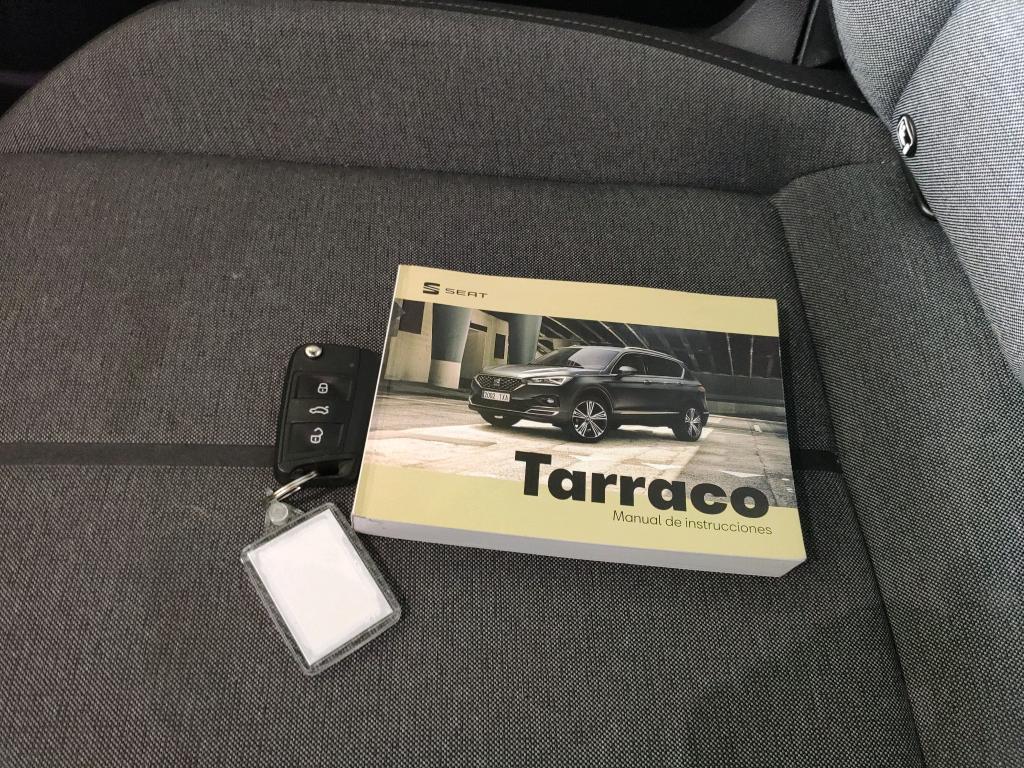 SEAT
Tarraco
Manual de instrucciones